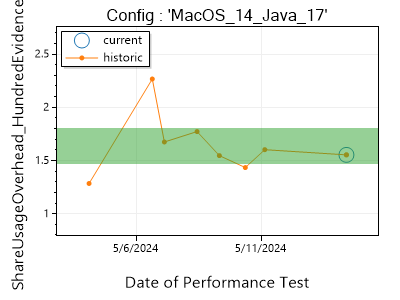 Config : 'MacOS_14_Java_17'
current
historic
2.5
2
1.5
1
ShareUsageOverhead_HundredEvidence
5/6/2024
5/11/2024
Date of Performance Test